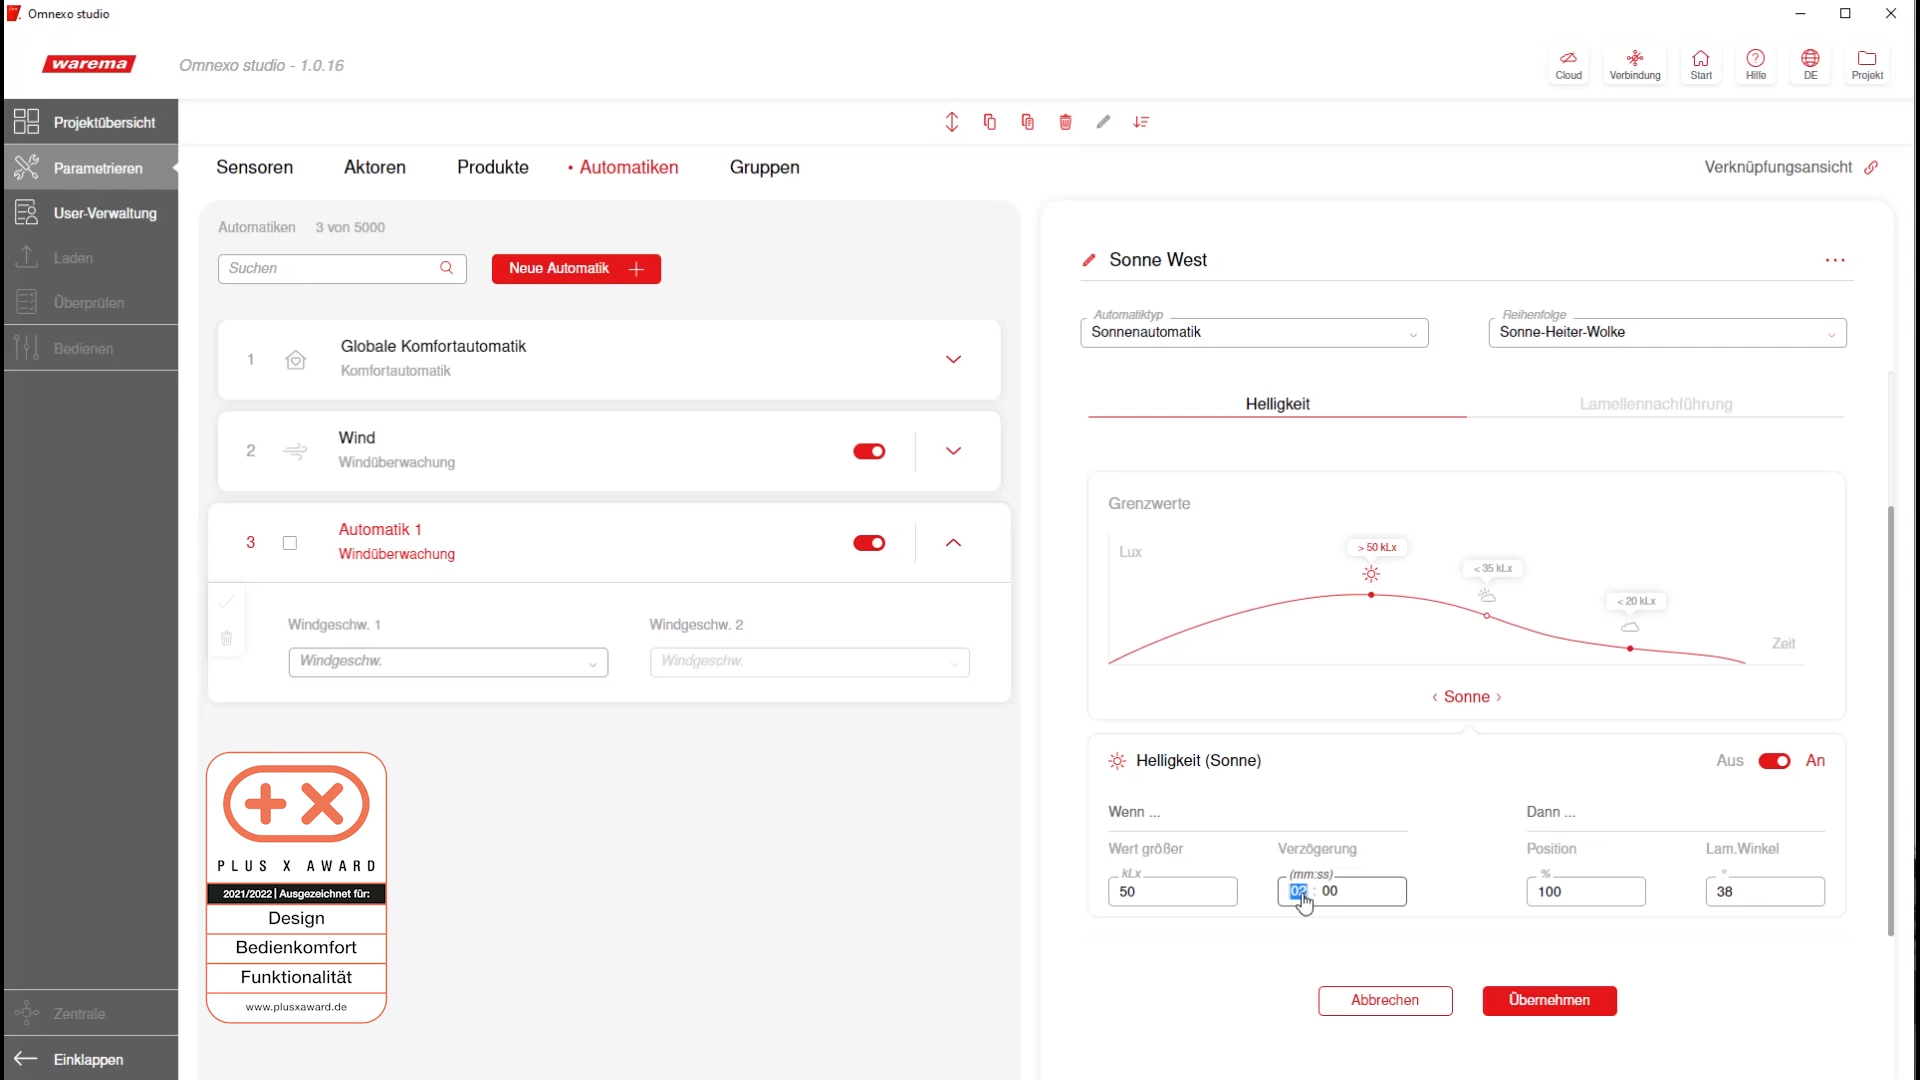 Omnexo studio
warema
Omnexo studio - 1.0.16
Cloud
Verbindung
Start
Hilfe
DE
Projekt
Projektübersicht
Parametrieren
User-Verwaltung
Laden
Überprüfen
Bedienen
Zentrale
Einklappen
Sensoren
Aktoren
Produkte
• Automatiken
Gruppen
Verknüpfungsansicht
Automatiken 3 von 5000
Suchen
Neue Automatik
1
Globale Komfortautomatik
Komfortautomatik
2
Wind
Windüberwachung
3
Automatik 1
Windüberwachung
Windgeschw. 1
Windgeschw. 2
Windgeschw.
Windgeschw.
PLUS X AWARD
2021/2022 | Ausgezeichnet für:
Design
Bedienkomfort
Funktionalität
www.plusxaward.de
Sonne West
Automatiktyp
Sonnenautomatik
Reihenfolge
Sonne-Heiter-Wolke
Helligkeit
Lamellennachführung
Grenzwerte
Lux
> 50 kLx
< 35 kLx
< 20 kLx
Zeit
‹ Sonne ›
Helligkeit (Sonne)
Aus
An
Wenn ...
Dann ...
Wert größer
Verzögerung
Position
Lam.Winkel
kLx
50
(mm:ss)
02 : 00
%
100
°
38
Abbrechen
Übernehmen